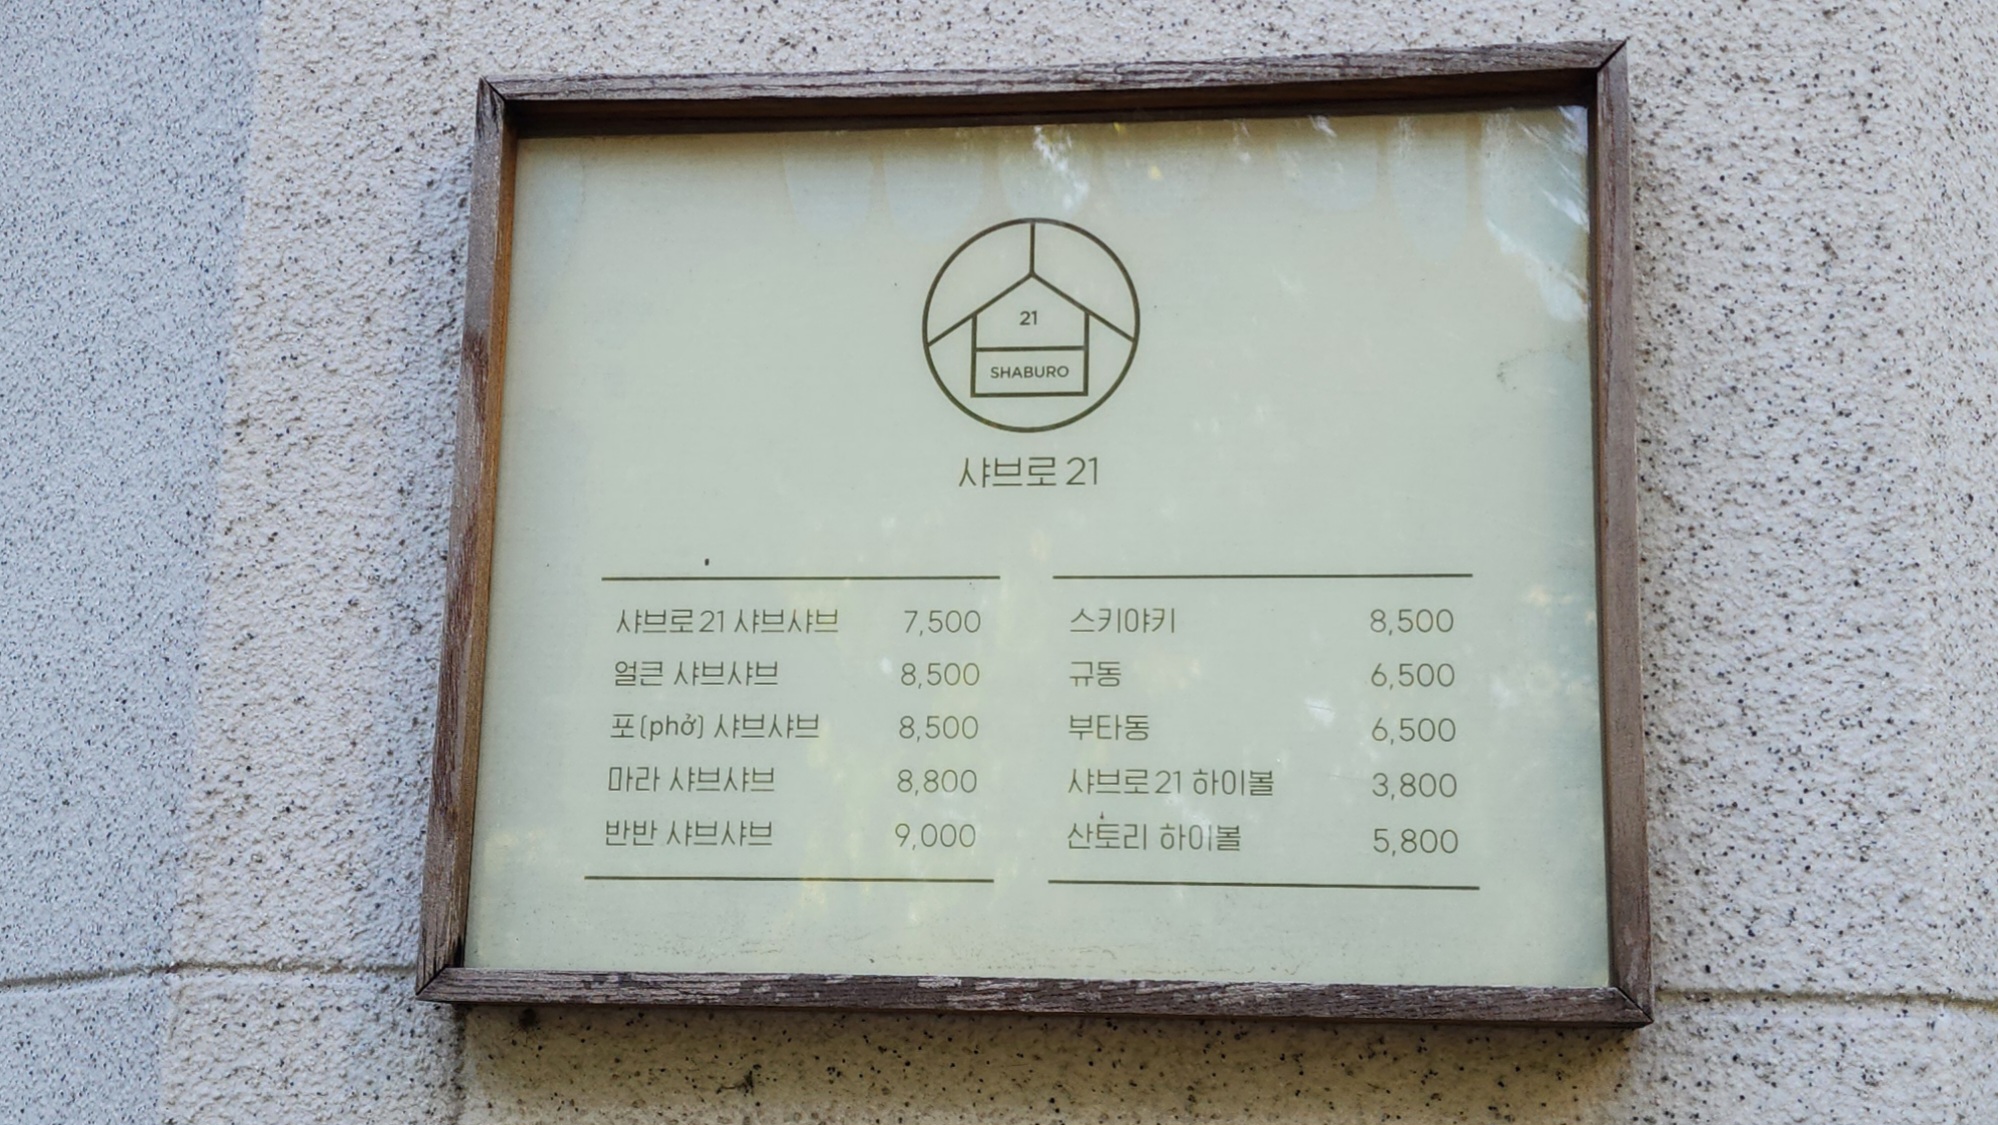 21
SHABURO
샤브로 21
샤브로21 샤브샤브 7,500
얼큰 샤브샤브 8,500
포(phở) 샤브샤브 8,500
마라 샤브샤브 8,800
반반 샤브샤브 9,000
스키야키 8,500
규동 6,500
부타동 6,500
샤브로21 하이볼 3,800
산토리 하이볼 5,800